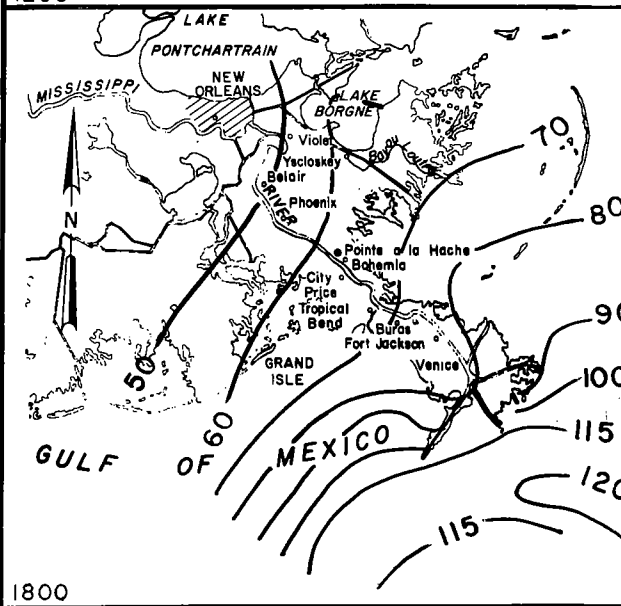 LAKE
PONTCHARTRAIN
NEW
ORLEANS
MISSISSIPPI
LAKE
BORGNE
Violet
Yscloskey
Bayou
Belair
RIVER
Phoenix
N
70
80
Pointe a la Hache
Bohemia
City
Price
Tropical
Bend
Buras
Fort Jackson
Venice
GRAND
ISLE
50
60
90
100
115
120
115
GULF OF MEXICO
1800